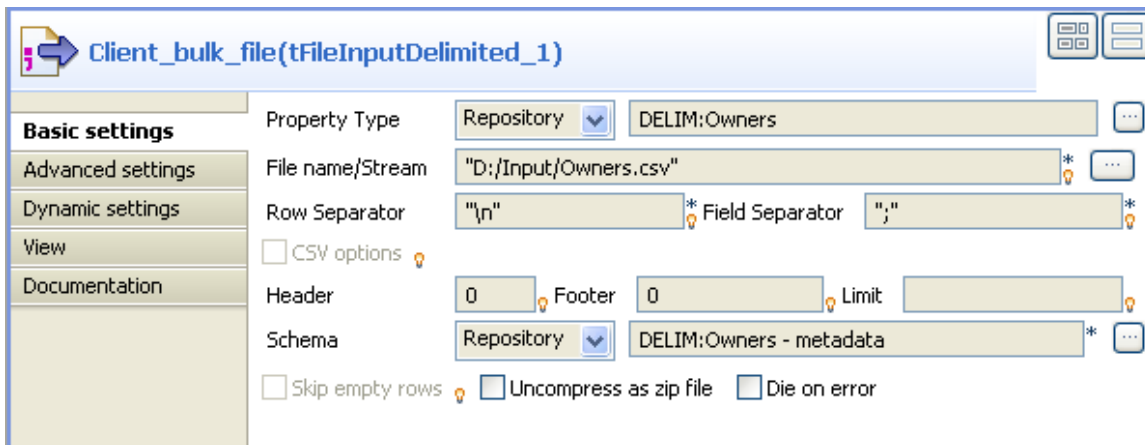 Client_bulk_file(tFileInputDelimited_1)
Basic settings
Advanced settings
Dynamic settings
View
Documentation
Property Type Repository DELIM:Owners ...
File name/Stream "D:/Input/Owners.csv" * ...
Row Separator "\n" * Field Separator ";" *
CSV options
Header 0 Footer 0 Limit
Schema Repository DELIM:Owners - metadata * ...
Skip empty rows Uncompress as zip file Die on error